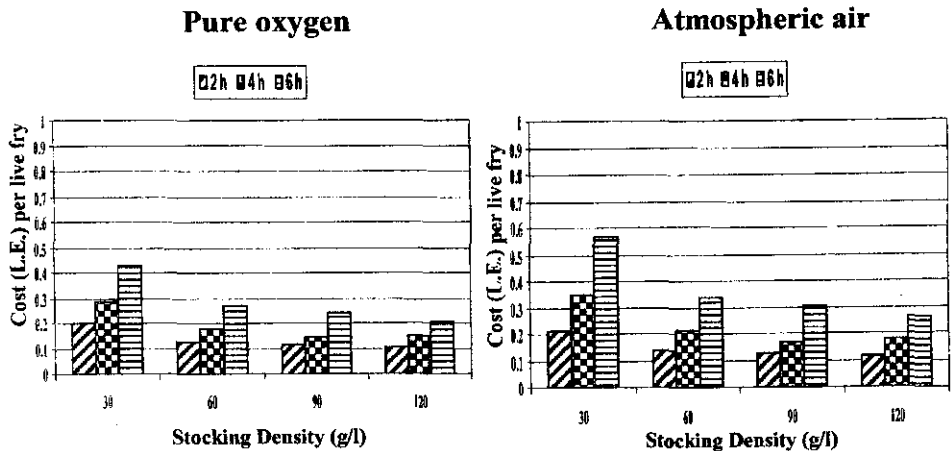 Pure oxygen
2h 4h 6h
Cost (L.E.) per live fry
1
0.9
0.8
0.7
0.6
0.5
0.4
0.3
0.2
0.1
0
30 60 90 120
Stocking Density (g/l)
Atmospheric air
2h 4h 6h
Cost (L.E.) per live fry
1
0.9
0.8
0.7
0.6
0.5
0.4
0.3
0.2
0.1
0
30 60 90 120
Stocking Density (g/l)